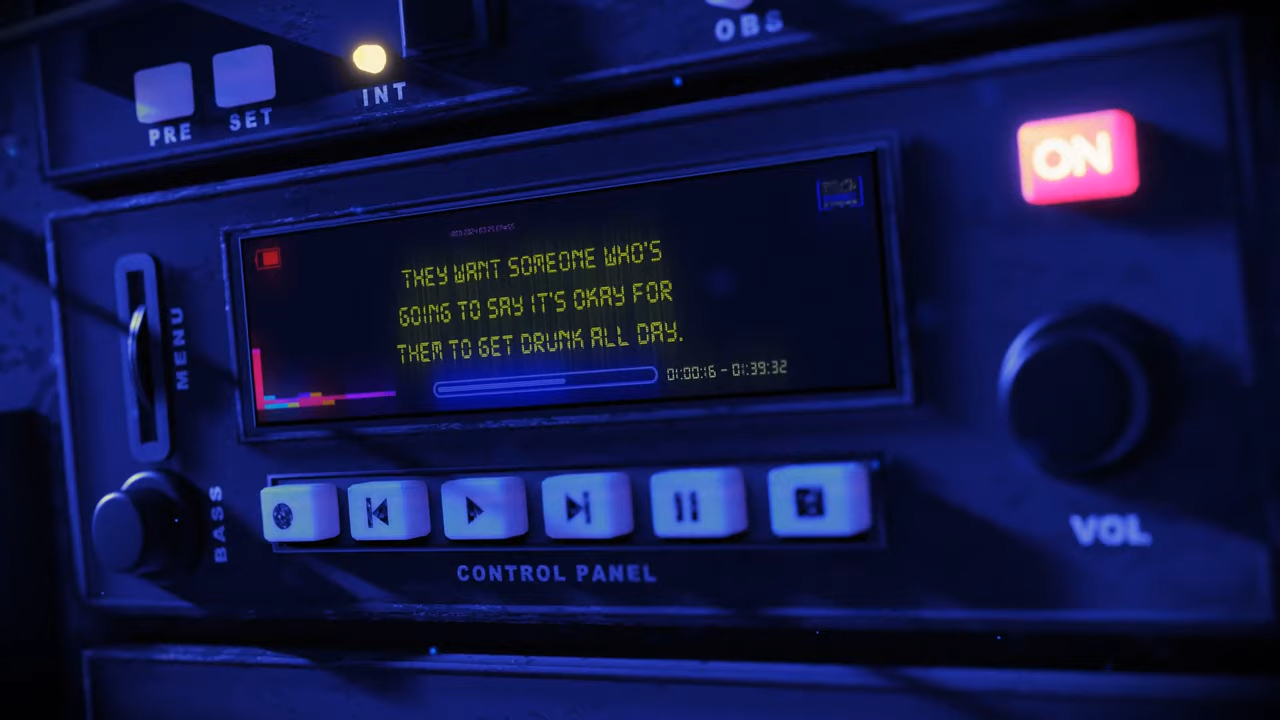 OBS
INT
PRE
SET
ON
THEY WANT SOMEONE WHO'S
GOING TO SAY IT'S OKAY FOR
THEM TO GET DRUNK ALL DAY.
01:00:16 - 01:39:32
MENU
BASS
VOL
CONTROL PANEL